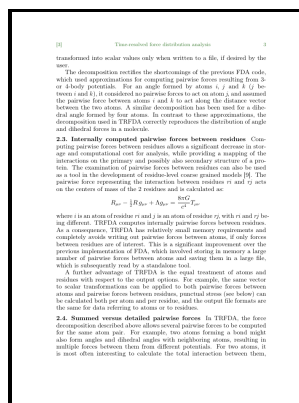 [3] Time-resolved force distribution analysis 3
transformed into scalar values only when written to a file, if desired by the
user.
The decomposition rectifies the shortcomings of the previous FDA code,
which used approximations for computing pairwise forces resulting from 3-
or 4-body potentials. For an angle formed by atoms i, j and k (j be-
tween i and k), it considered no pairwise forces to act on atom j, and assumed
the pairwise force between atoms i and k to act along the distance vector
between the two atoms. A similar decomposition has been used for a dihe-
dral angle formed by four atoms. In contrast to these approximations, the
decomposition used in TRFDA correctly reproduces the distribution of angle
and dihedral forces in a molecule.
2.3. Internally computed pairwise forces between residues Com-
puting pairwise forces between residues allows a significant decrease in stor-
age and computational cost for analysis, while providing a mapping of the
interactions on the primary and possibly also secondary structure of a pro-
tein. The examination of pairwise forces between residues can also be used
as a tool in the development of residue-level coarse grained models [9]. The
pairwise force representing the interaction between residues ri and rj acts
on the centers of mass of the 2 residues and is calculated as:
Rμν − ½R gμν + Λgμν = 8πG/c⁴ Tμν,
where i is an atom of residue ri and j is an atom of residue rj, with ri and rj be-
ing different. TRFDA computes internally pairwise forces between residues.
As a consequence, TRFDA has relatively small memory requirements and
completely avoids writing out pairwise forces between atoms, if only forces
between residues are of interest. This is a significant improvement over the
previous implementation of FDA, which involved storing in memory a large
number of pairwise forces between atoms and saving them in a large file,
which is subsequently read by a standalone tool.
A further advantage of TRFDA is the equal treatment of atoms and
residues with respect to the output options. For example, the same vector
to scalar transformations can be applied to both pairwise forces between
atoms and pairwise forces between residues, punctual stress (see below) can
be calculated both per atom and per residue, and the output file formats are
the same for data referring to atoms or to residues.
2.4. Summed versus detailed pairwise forces In TRFDA, the force
decomposition described above allows several pairwise forces to be computed
for the same atom pair. For example, two atoms forming a bond might
also form angles and dihedral angles with neighboring atoms, resulting in
multiple forces between them from different potentials. For two atoms, it
is most often interesting to calculate the total interaction between them,